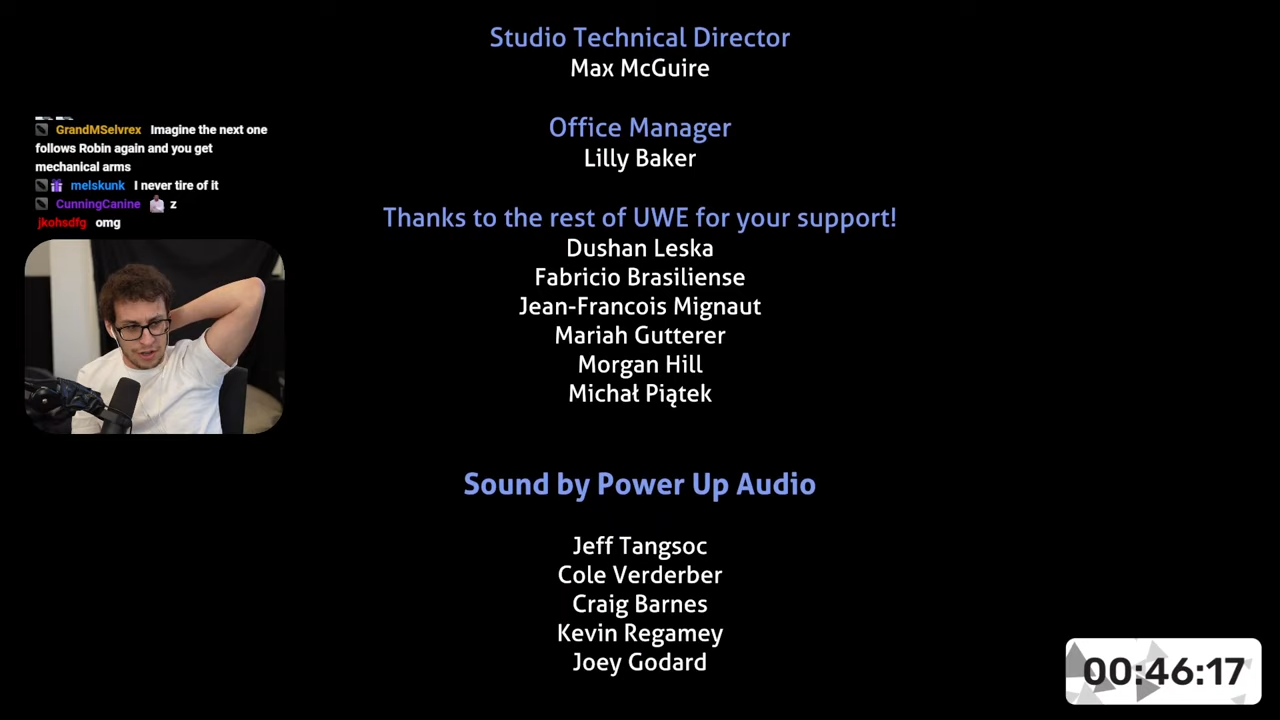 Studio Technical Director
Max McGuire
Office Manager
Lilly Baker
Thanks to the rest of UWE for your support!
Dushan Leska
Fabricio Brasiliense
Jean-Francois Mignaut
Mariah Gutterer
Morgan Hill
Michał Piątek
Sound by Power Up Audio
Jeff Tangsoc
Cole Verderber
Craig Barnes
Kevin Regamey
Joey Godard
GrandMSelvrex Imagine the next one
follows Robin again and you get
mechanical arms
melskunk I never tire of it
CunningCanine z
jkohsdfg omg
00:46:17